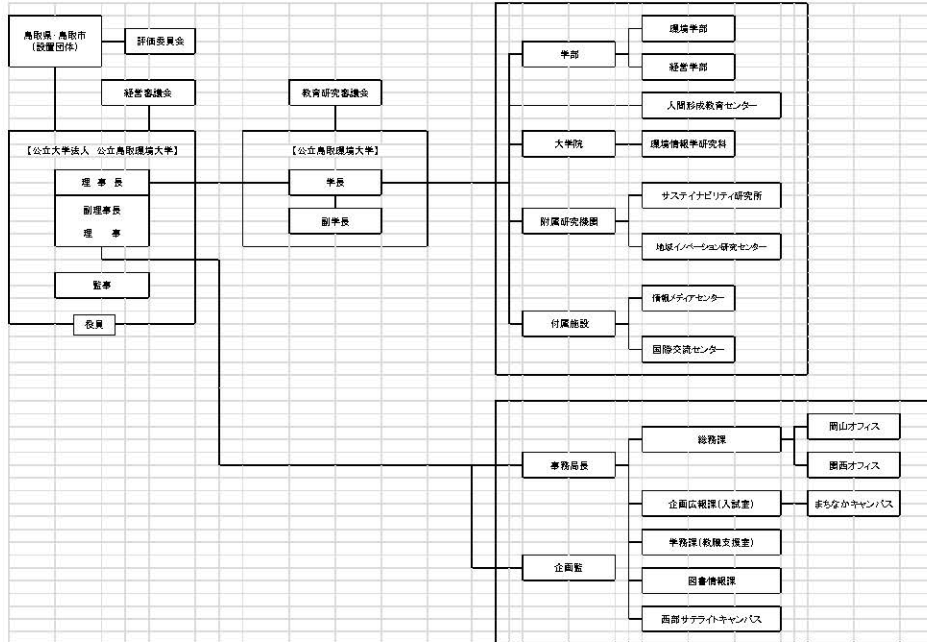 鳥取県・鳥取市
(設置団体)
評価委員会
経営審議会
教育研究審議会
【公立大学法人 公立鳥取環境大学】
理 事 長
副理事長
理 事
監事
役員
【公立鳥取環境大学】
学長
副学長
学部
環境学部
経営学部
人間形成教育センター
大学院
環境情報学研究科
附属研究機関
サステイナビリティ研究所
地域イノベーション研究センター
付属施設
情報メディアセンター
国際交流センター
事務局長
総務課
岡山オフィス
関西オフィス
企画広報課(入試室)
まちなかキャンパス
学務課(教職支援室)
企画監
図書情報課
西部サテライトキャンパス